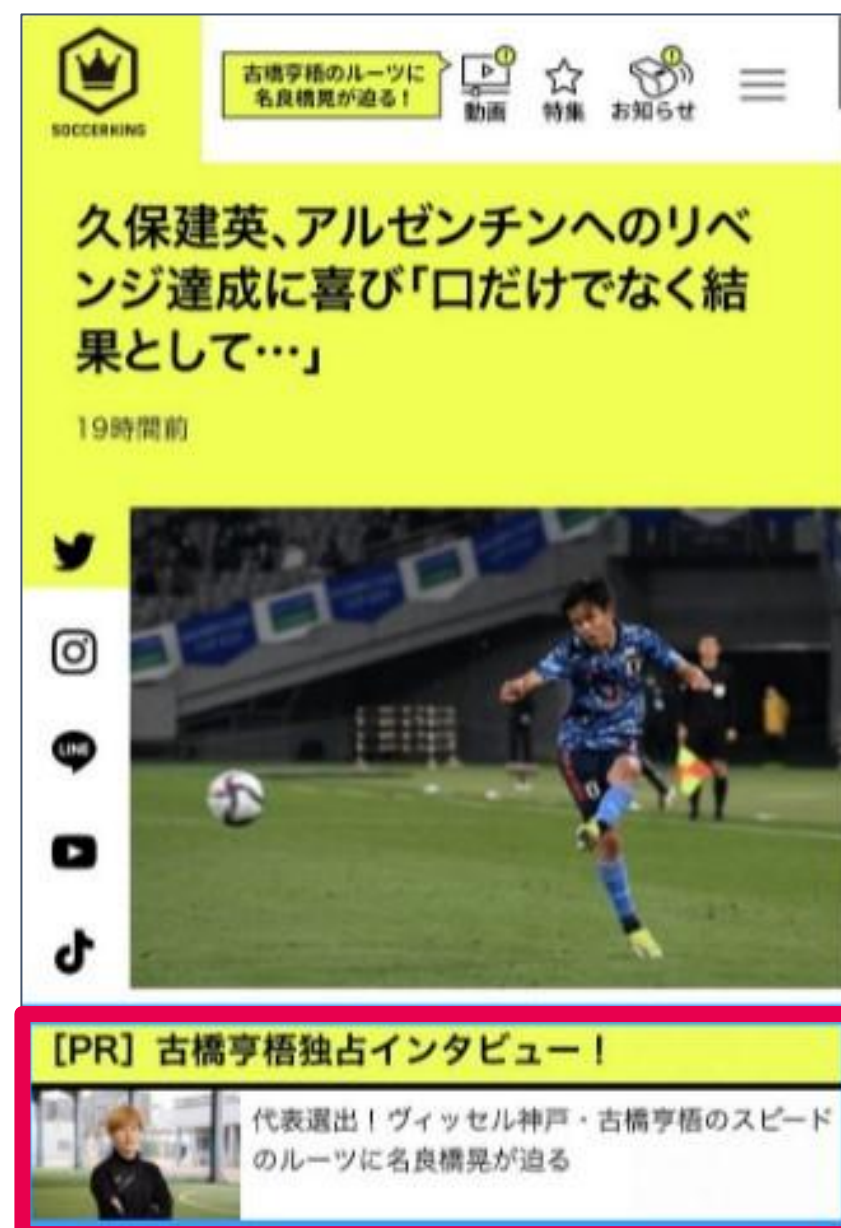 SOCCERKING
古橋亨梧のルーツに
名良橋晃が迫る！
動画
特集
お知らせ
久保建英、アルゼンチンへのリベ
ンジ達成に喜び「口だけでなく結
果として…」
19時間前
LINE
［PR］古橋亨梧独占インタビュー！
代表選出！ヴィッセル神戸・古橋亨梧のスピード
のルーツに名良橋晃が迫る